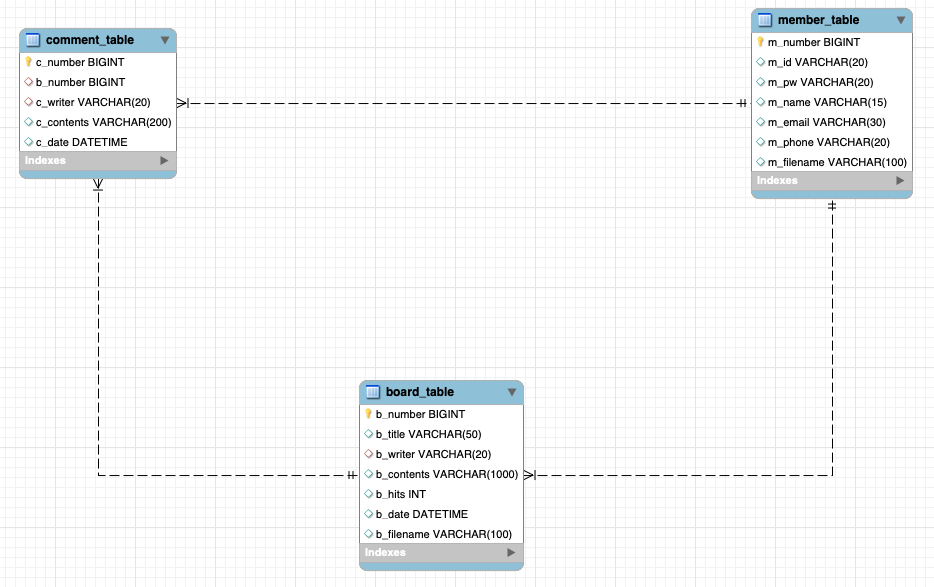 comment_table
c_number BIGINT
b_number BIGINT
c_writer VARCHAR(20)
c_contents VARCHAR(200)
c_date DATETIME
Indexes
member_table
m_number BIGINT
m_id VARCHAR(20)
m_pw VARCHAR(20)
m_name VARCHAR(15)
m_email VARCHAR(30)
m_phone VARCHAR(20)
m_filename VARCHAR(100)
Indexes
board_table
b_number BIGINT
b_title VARCHAR(50)
b_writer VARCHAR(20)
b_contents VARCHAR(1000)
b_hits INT
b_date DATETIME
b_filename VARCHAR(100)
Indexes